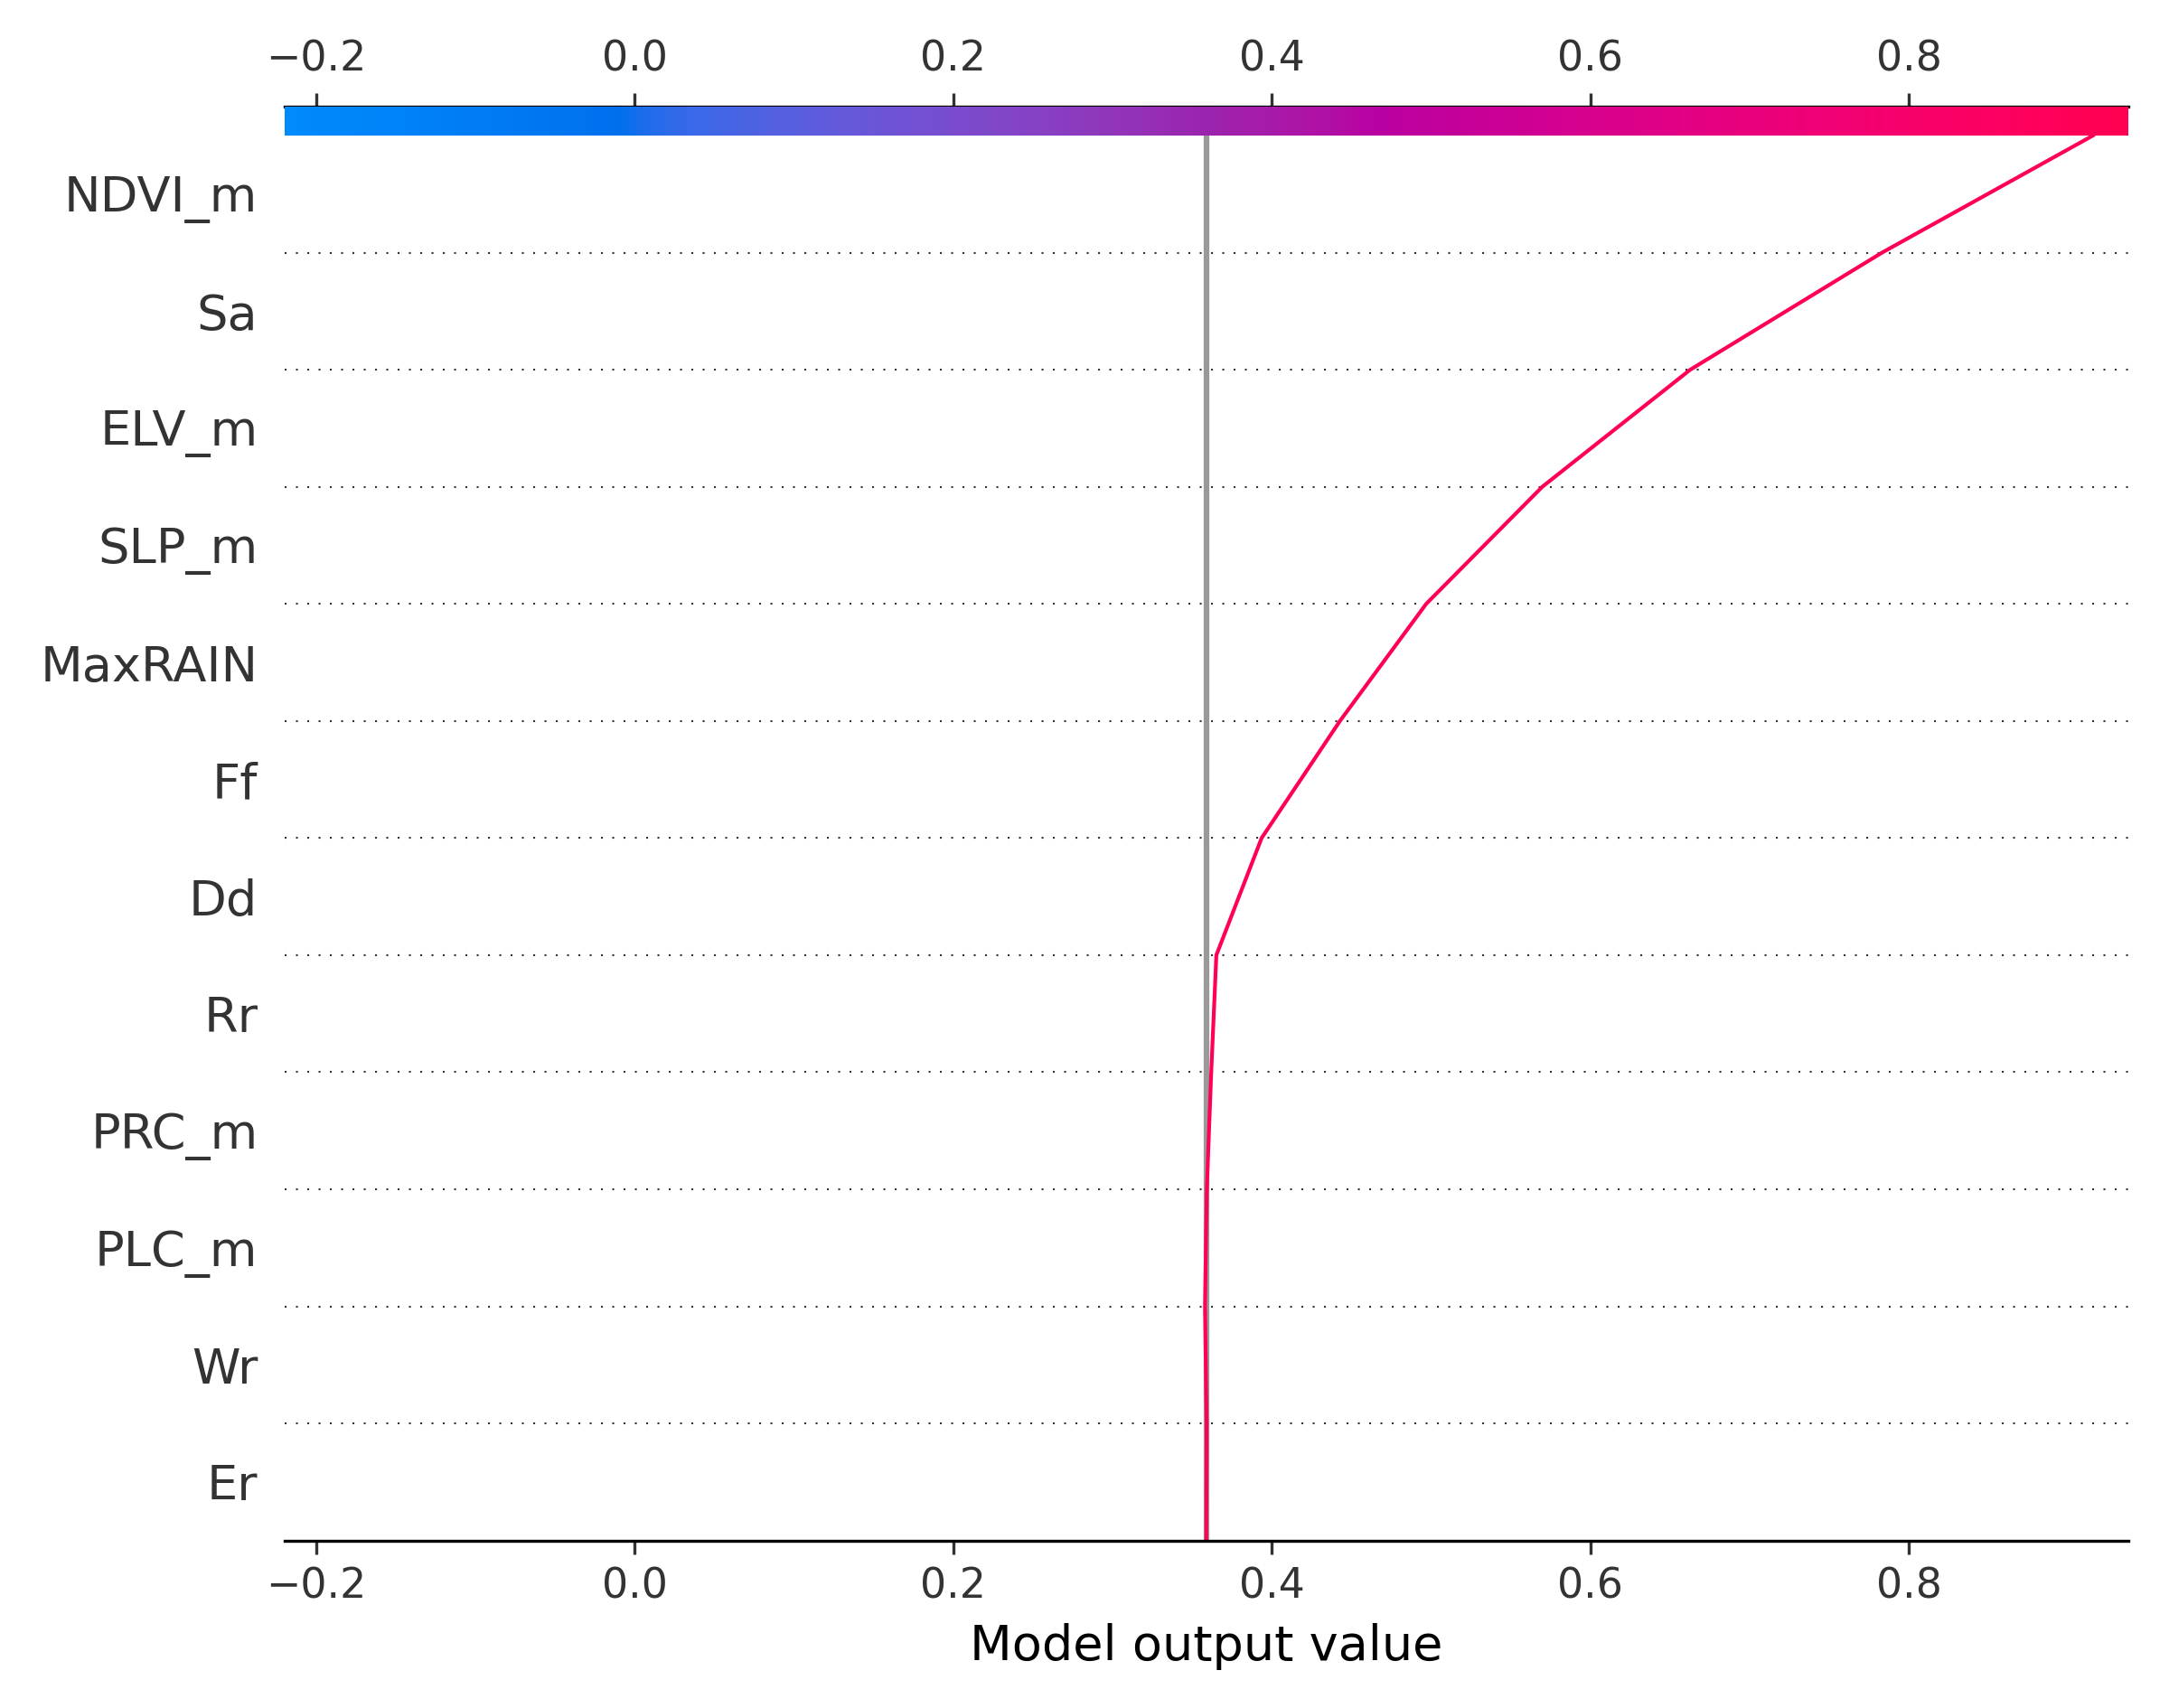 −0.2 0.0 0.2 0.4 0.6 0.8
NDVI_m
Sa
ELV_m
SLP_m
MaxRAIN
Ff
Dd
Rr
PRC_m
PLC_m
Wr
Er
−0.2 0.0 0.2 0.4 0.6 0.8
Model output value